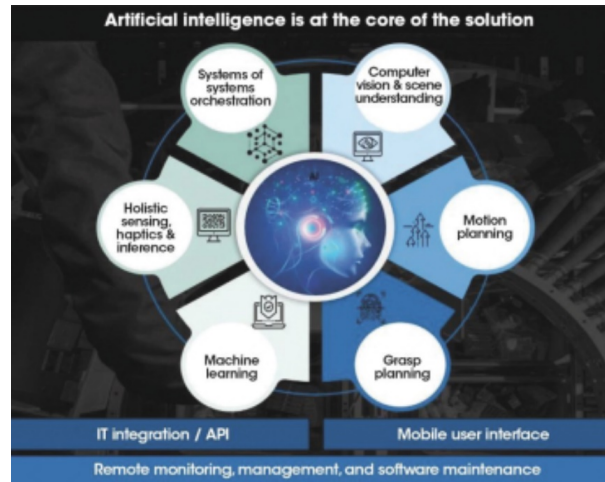 Artificial intelligence is at the core of the solution
Systems of
systems
orchestration
Computer
vision & scene
understanding
AI
Holistic
sensing,
haptics &
inference
Motion
planning
Machine
learning
Grasp
planning
IT integration / API
Mobile user interface
Remote monitoring, management, and software maintenance